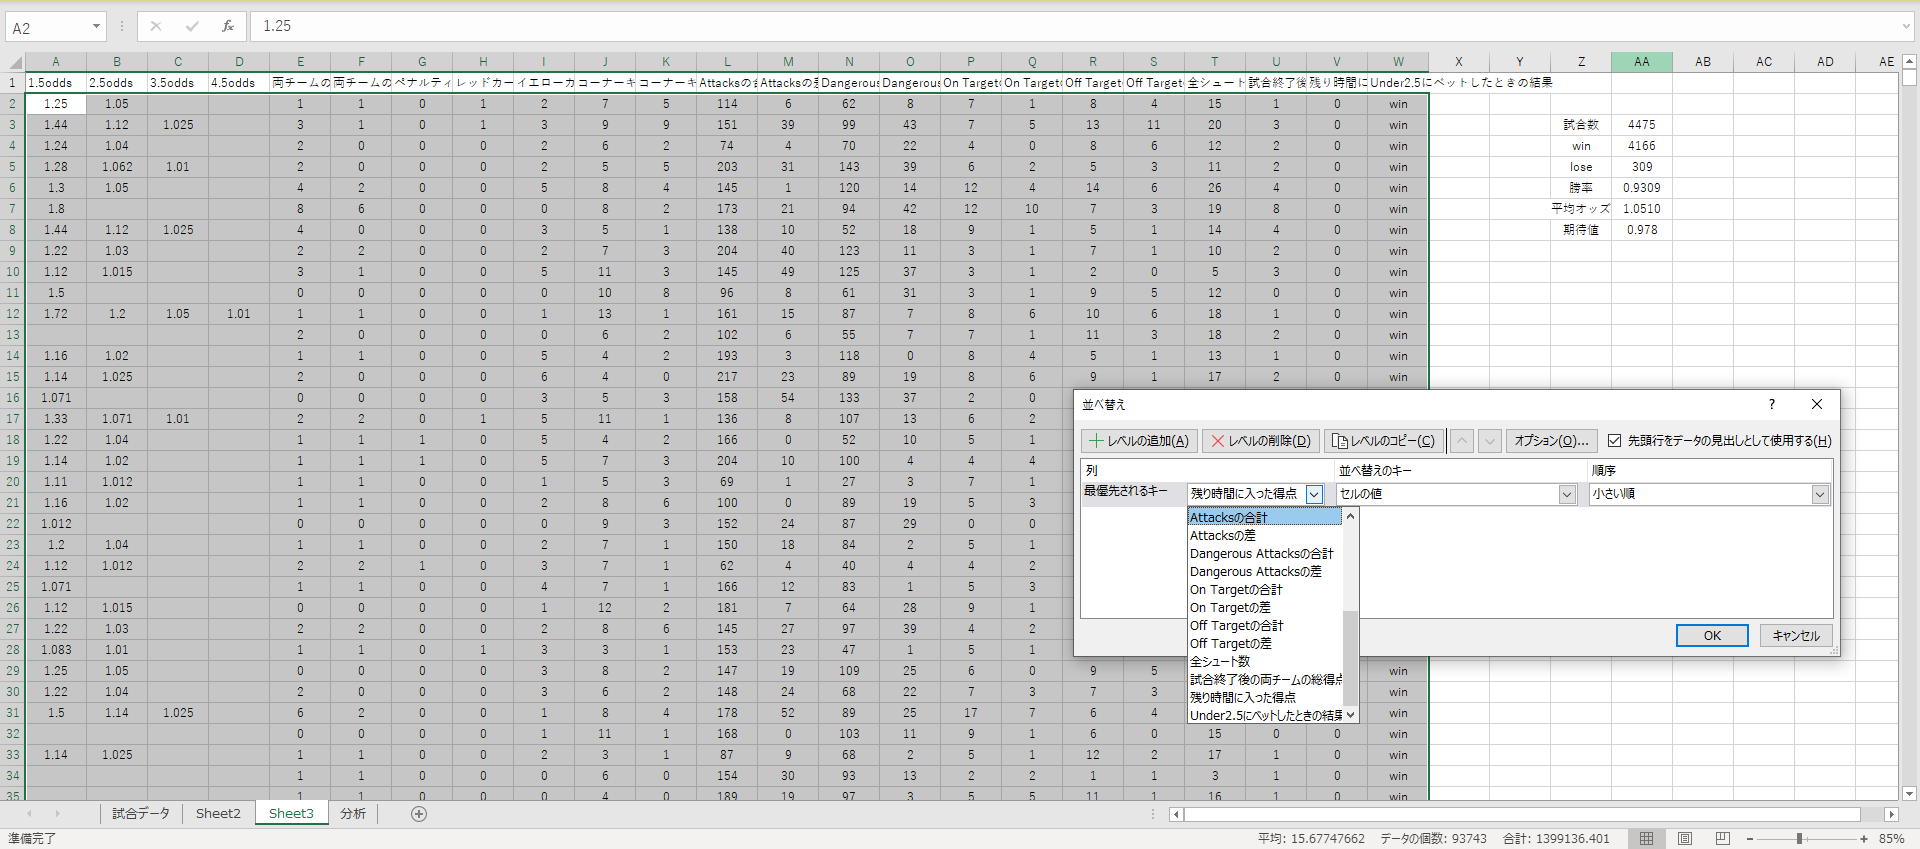 A2 fx 1.25
A B C D E F G H I J K L M N O P Q R S T U V W X Y Z AA AB AC AD AE
1 1.5odds 2.5odds 3.5odds 4.5odds 両チームの 両チームの ペナルティ レッドカー イエローカ コーナーキ コーナーキ Attacksの合 Attacksの差 Dangerous Dangerous On Targetの On Targetの Off Target Off Target 全シュート 試合終了後 残り時間に Under2.5にベットしたときの結果
2 1.25 1.05 1 1 0 1 2 7 5 114 6 62 8 7 1 8 4 15 1 0 win
3 1.44 1.12 1.025 3 1 0 1 3 9 9 151 39 99 43 7 5 13 11 20 3 0 win 試合数 4475
4 1.24 1.04 2 0 0 0 2 6 2 74 4 70 22 4 0 8 6 12 2 0 win win 4166
5 1.28 1.062 1.01 2 0 0 0 2 5 5 203 31 143 39 6 2 5 3 11 2 0 win lose 309
6 1.3 1.05 4 2 0 0 5 8 4 145 1 120 14 12 4 14 6 26 4 0 win 勝率 0.9309
7 1.8 8 6 0 0 0 8 2 173 21 94 42 12 10 7 3 19 8 0 win 平均オッズ 1.0510
8 1.44 1.12 1.025 4 0 0 0 3 5 1 138 10 52 18 9 1 5 1 14 4 0 win 期待値 0.978
9 1.22 1.03 2 2 0 0 2 7 3 204 40 123 11 3 1 7 1 10 2 0 win
10 1.12 1.015 3 1 0 0 5 11 3 145 49 125 37 3 1 2 0 5 3 0 win
11 1.5 0 0 0 0 0 10 8 96 8 61 31 3 1 9 5 12 0 0 win
12 1.72 1.2 1.05 1.01 1 1 0 0 1 13 1 161 15 87 7 8 6 10 6 18 1 0 win
13 2 0 0 0 0 6 2 102 6 55 7 7 1 11 3 18 2 0 win
14 1.16 1.02 1 1 0 0 5 4 2 193 3 118 0 8 4 5 1 13 1 0 win
15 1.14 1.025 2 0 0 0 6 4 0 217 23 89 19 8 6 9 1 17 2 0 win
16 1.071 0 0 0 0 3 5 3 158 54 133 37 2 0
17 1.33 1.071 1.01 2 2 0 1 5 11 1 136 8 107 13 6 2
18 1.22 1.04 1 1 1 0 5 4 2 166 0 52 10 5 1
19 1.14 1.02 1 1 1 0 5 7 3 204 10 100 4 4 4
20 1.11 1.012 1 1 0 0 1 5 3 69 1 27 3 7 1
21 1.16 1.02 1 1 0 0 2 8 6 100 0 89 19 5 3
22 1.012 0 0 0 0 0 9 3 152 24 87 29 0 0
23 1.2 1.04 1 1 0 0 2 7 1 150 18 84 2 5 1
24 1.12 1.012 2 2 1 0 3 7 1 62 4 40 4 4 2
25 1.071 1 1 0 0 4 7 1 166 12 83 1 5 3
26 1.12 1.015 0 0 0 0 1 12 2 181 7 64 28 9 1
27 1.22 1.03 2 2 0 0 2 8 6 145 27 97 39 4 2
28 1.083 1.01 1 1 0 1 3 3 1 153 23 47 1 5 1
29 1.25 1.05 0 0 0 0 3 8 2 147 19 109 25 6 0 9 5 win
30 1.22 1.04 2 0 0 0 3 6 2 148 24 68 22 7 3 7 3 win
31 1.5 1.14 1.025 6 2 0 0 1 8 4 178 52 89 25 17 7 6 4 win
32 0 0 0 0 1 11 1 168 0 103 11 9 1 6 0 15 0 0 win
33 1.14 1.025 1 1 0 0 2 3 1 87 9 68 2 5 1 12 2 17 1 0 win
34 1 1 0 0 0 6 0 154 30 93 13 2 2 1 1 3 1 0 win
35 1 1 0 0 0 4 0 189 19 97 3 5 5 11 1 16 1 0 win
並べ替え ?
レベルの追加(A) レベルの削除(D) レベルのコピー(C) オプション(O)... 先頭行をデータの見出しとして使用する(H)
列 並べ替えのキー 順序
最優先されるキー 残り時間に入った得点 セルの値 小さい順
Attacksの合計
Attacksの差
Dangerous Attacksの合計
Dangerous Attacksの差
On Targetの合計
On Targetの差
Off Targetの合計
Off Targetの差
全シュート数
試合終了後の両チームの総得点
残り時間に入った得点
Under2.5にベットしたときの結果
OK キャンセル
試合データ Sheet2 Sheet3 分析
準備完了 平均: 15.67747662 データの個数: 93743 合計: 1399136.401 85%